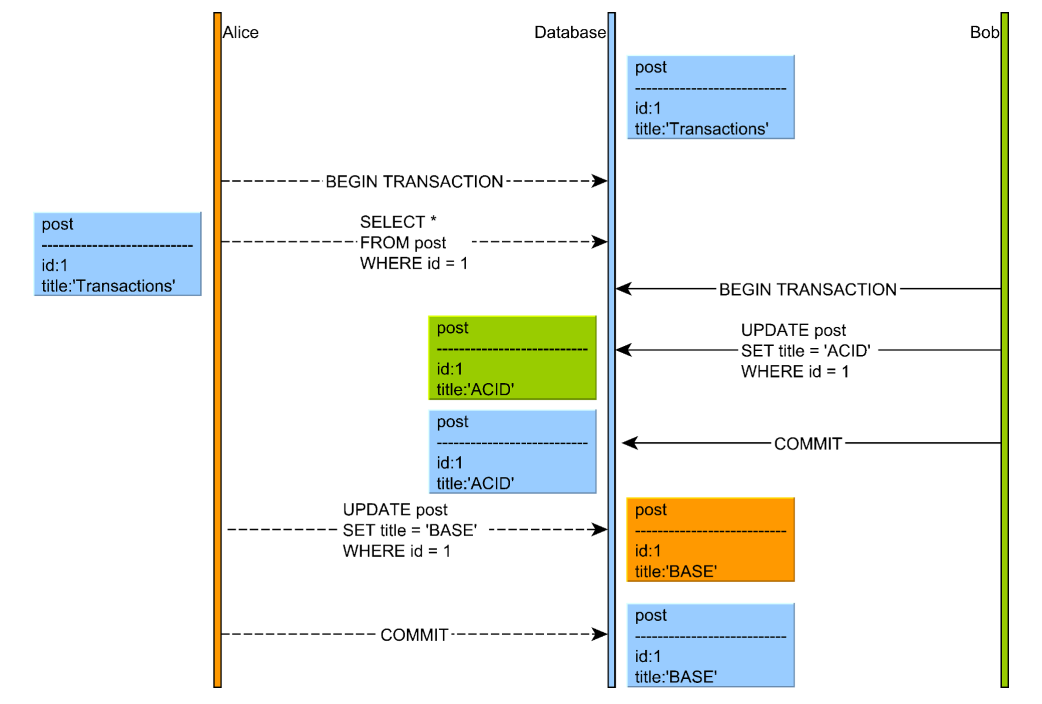 Alice
Database
Bob
post
----------------------------
id:1
title:'Transactions'
BEGIN TRANSACTION
post
----------------------------
id:1
title:'Transactions'
SELECT *
FROM post
WHERE id = 1
BEGIN TRANSACTION
post
----------------------------
id:1
title:'ACID'
UPDATE post
SET title = 'ACID'
WHERE id = 1
post
----------------------------
id:1
title:'ACID'
COMMIT
UPDATE post
SET title = 'BASE'
WHERE id = 1
post
----------------------------
id:1
title:'BASE'
COMMIT
post
----------------------------
id:1
title:'BASE'